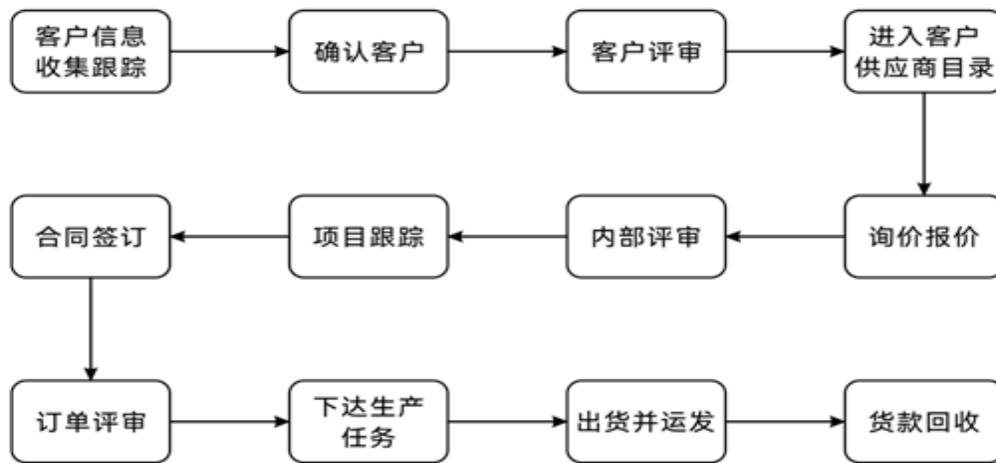 客户信息
收集跟踪
确认客户
客户评审
进入客户
供应商目录
询价报价
内部评审
项目跟踪
合同签订
订单评审
下达生产
任务
出货并运发
货款回收